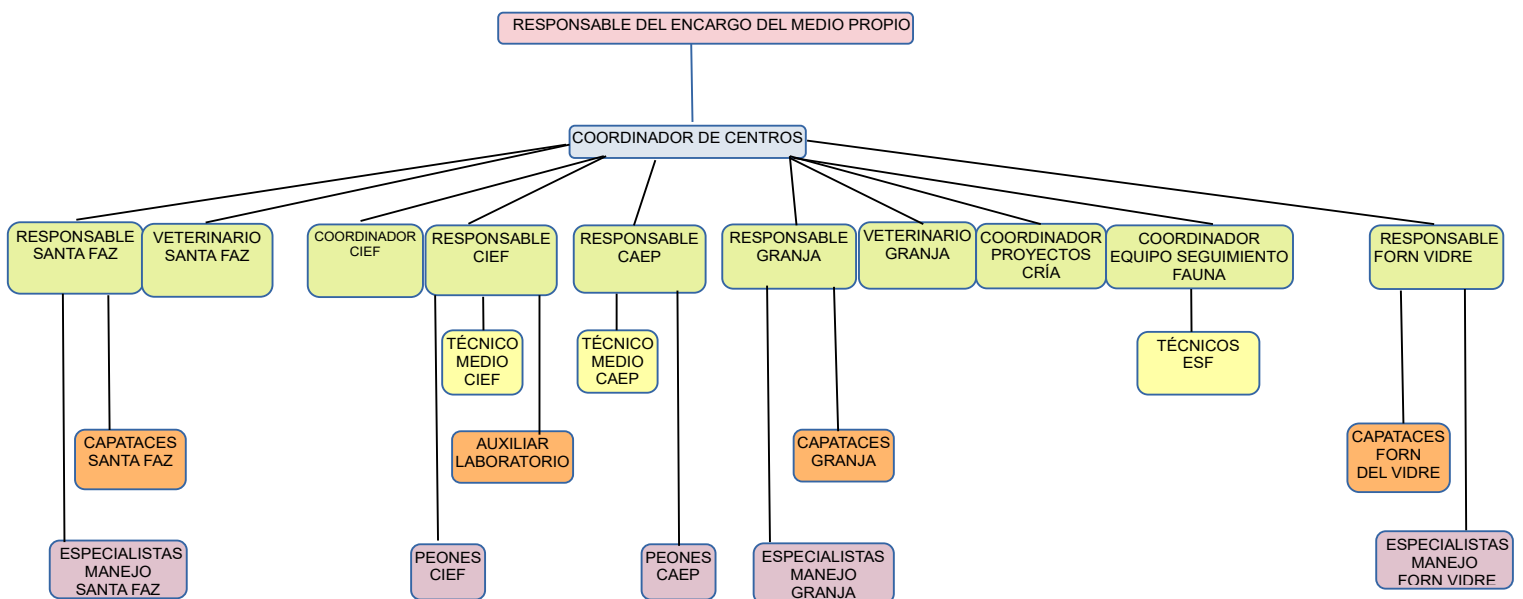 RESPONSABLE DEL ENCARGO DEL MEDIO PROPIO
COORDINADOR DE CENTROS
RESPONSABLE
SANTA FAZ
VETERINARIO
SANTA FAZ
COORDINADOR
CIEF
RESPONSABLE
CIEF
RESPONSABLE
CAEP
RESPONSABLE
GRANJA
VETERINARIO
GRANJA
COORDINADOR
PROYECTOS
CRÍA
COORDINADOR
EQUIPO SEGUIMIENTO
FAUNA
RESPONSABLE
FORN VIDRE
TÉCNICO
MEDIO
CIEF
TÉCNICO
MEDIO
CAEP
TÉCNICOS
ESF
CAPATACES
SANTA FAZ
AUXILIAR
LABORATORIO
CAPATACES
GRANJA
CAPATACES
FORN
DEL VIDRE
ESPECIALISTAS
MANEJO
SANTA FAZ
PEONES
CIEF
PEONES
CAEP
ESPECIALISTAS
MANEJO
GRANJA
ESPECIALISTAS
MANEJO
FORN VIDRE